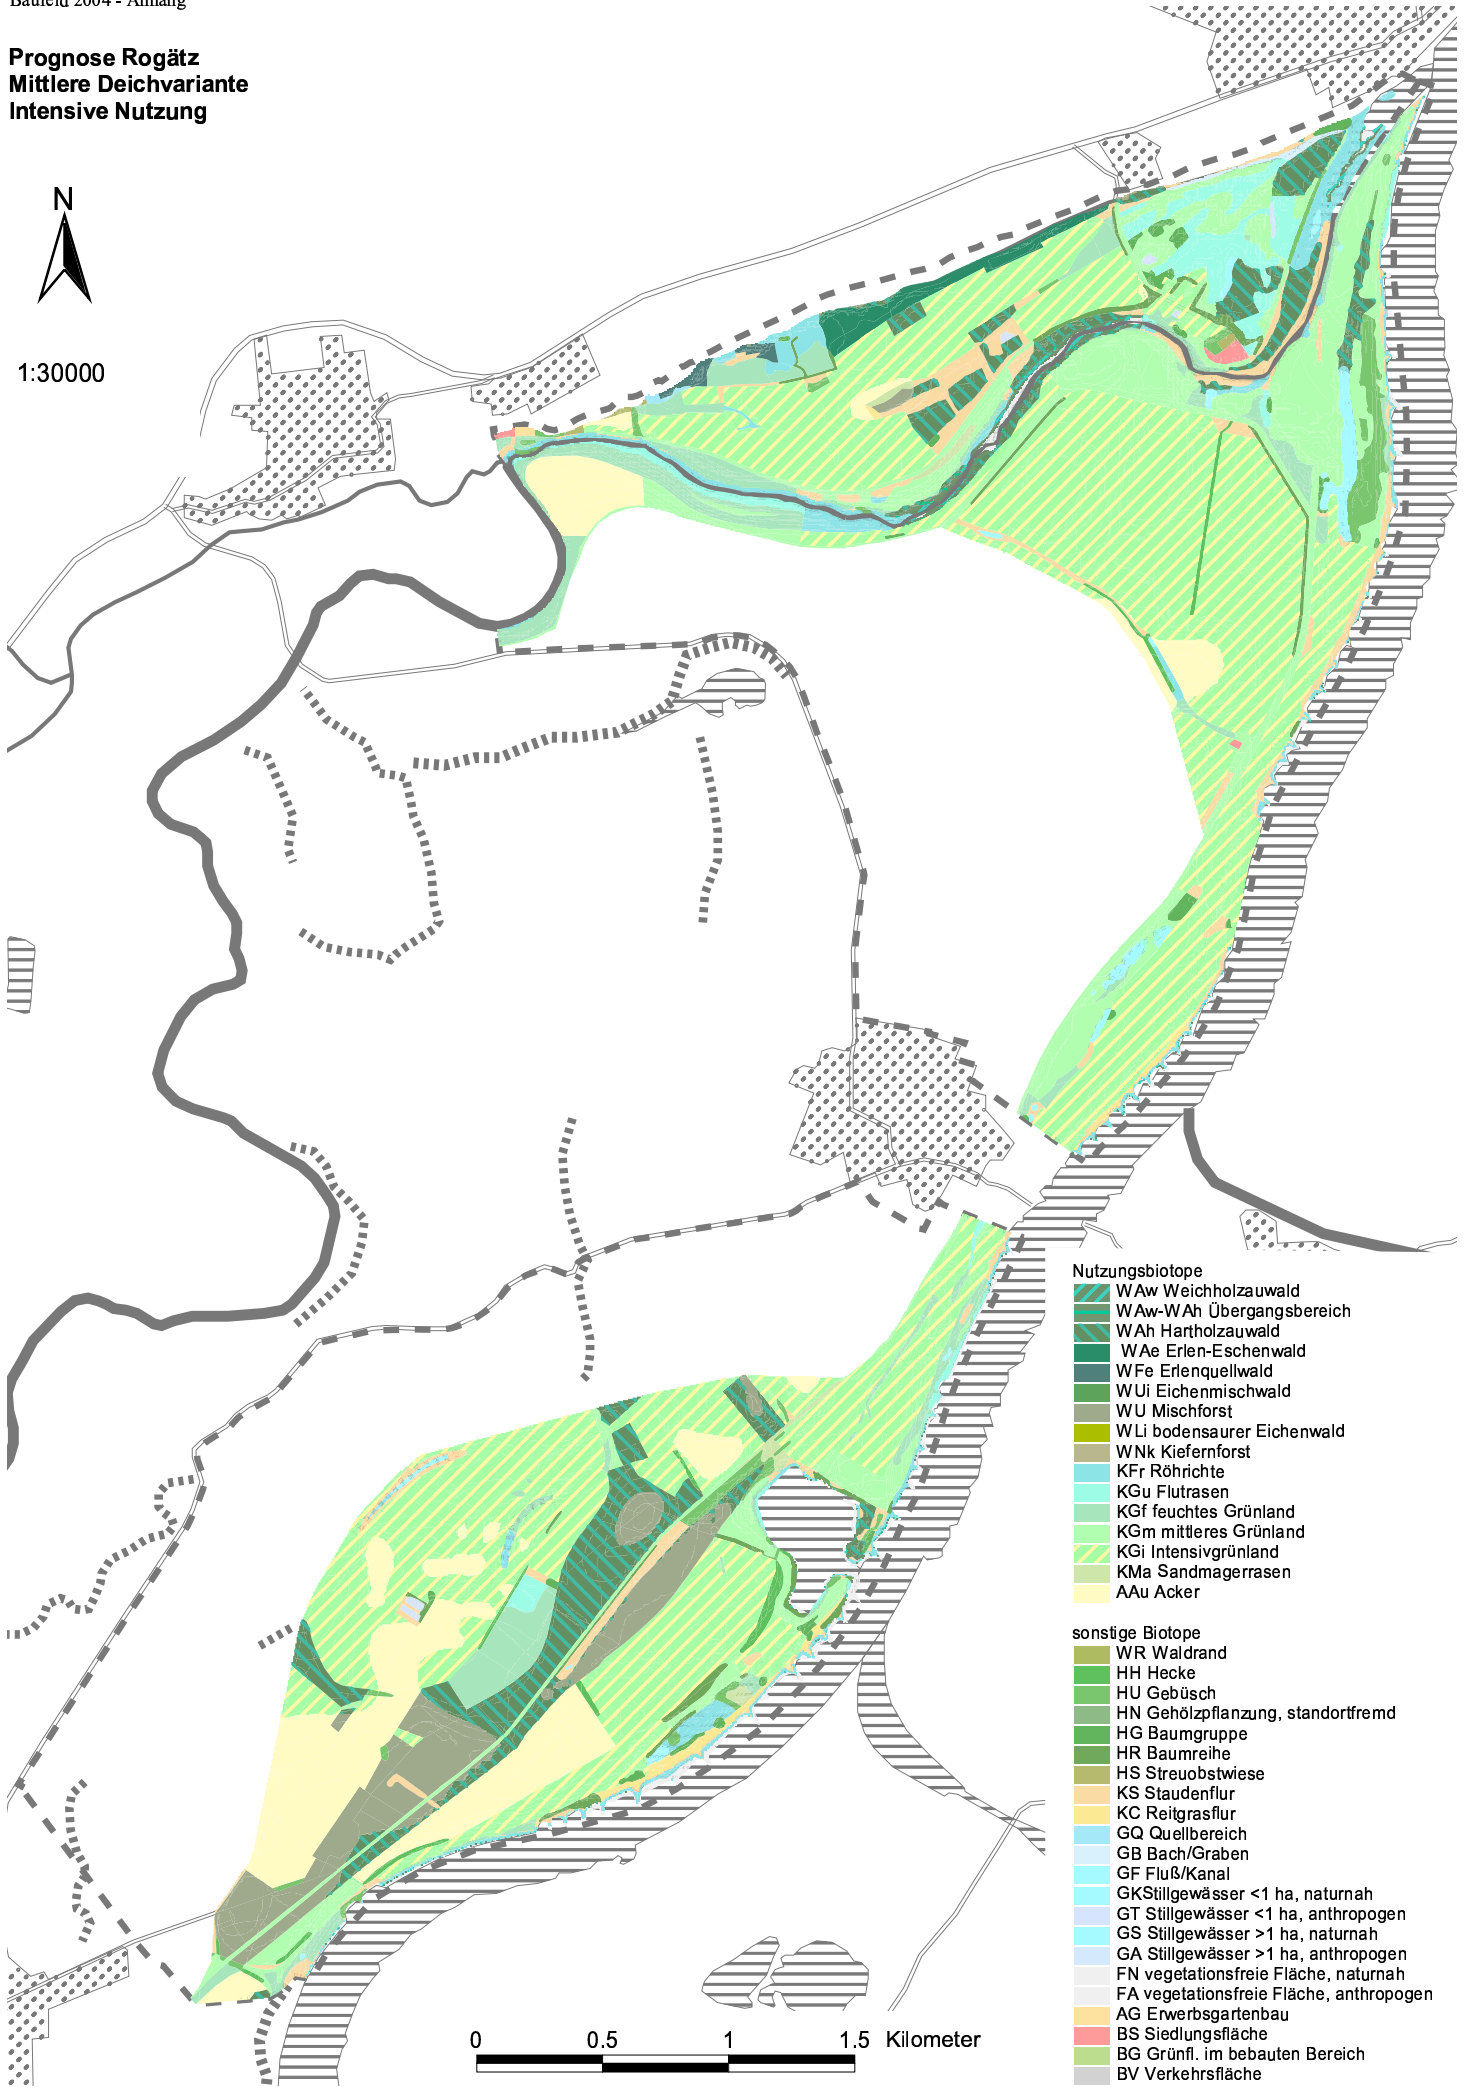 Baufeld 2004 - Anhang
Prognose Rogätz
Mittlere Deichvariante
Intensive Nutzung
N
1:30000
Nutzungsbiotope
WAw Weichholzauwald
WAw-WAh Übergangsbereich
WAh Hartholzauwald
WAe Erlen-Eschenwald
WFe Erlenquellwald
WUi Eichenmischwald
WU Mischforst
WLi bodensaurer Eichenwald
WNk Kiefernforst
KFr Röhrichte
KGu Flutrasen
KGf feuchtes Grünland
KGm mittleres Grünland
KGi Intensivgrünland
KMa Sandmagerrasen
AAu Acker
sonstige Biotope
WR Waldrand
HH Hecke
HU Gebüsch
HN Gehölzpflanzung, standortfremd
HG Baumgruppe
HR Baumreihe
HS Streuobstwiese
KS Staudenflur
KC Reitgrasflur
GQ Quellbereich
GB Bach/Graben
GF Fluß/Kanal
GKStillgewässer <1 ha, naturnah
GT Stillgewässer <1 ha, anthropogen
GS Stillgewässer >1 ha, naturnah
GA Stillgewässer >1 ha, anthropogen
FN vegetationsfreie Fläche, naturnah
FA vegetationsfreie Fläche, anthropogen
AG Erwerbsgartenbau
BS Siedlungsfläche
BG Grünfl. im bebauten Bereich
BV Verkehrsfläche
0 0.5 1 1.5 Kilometer